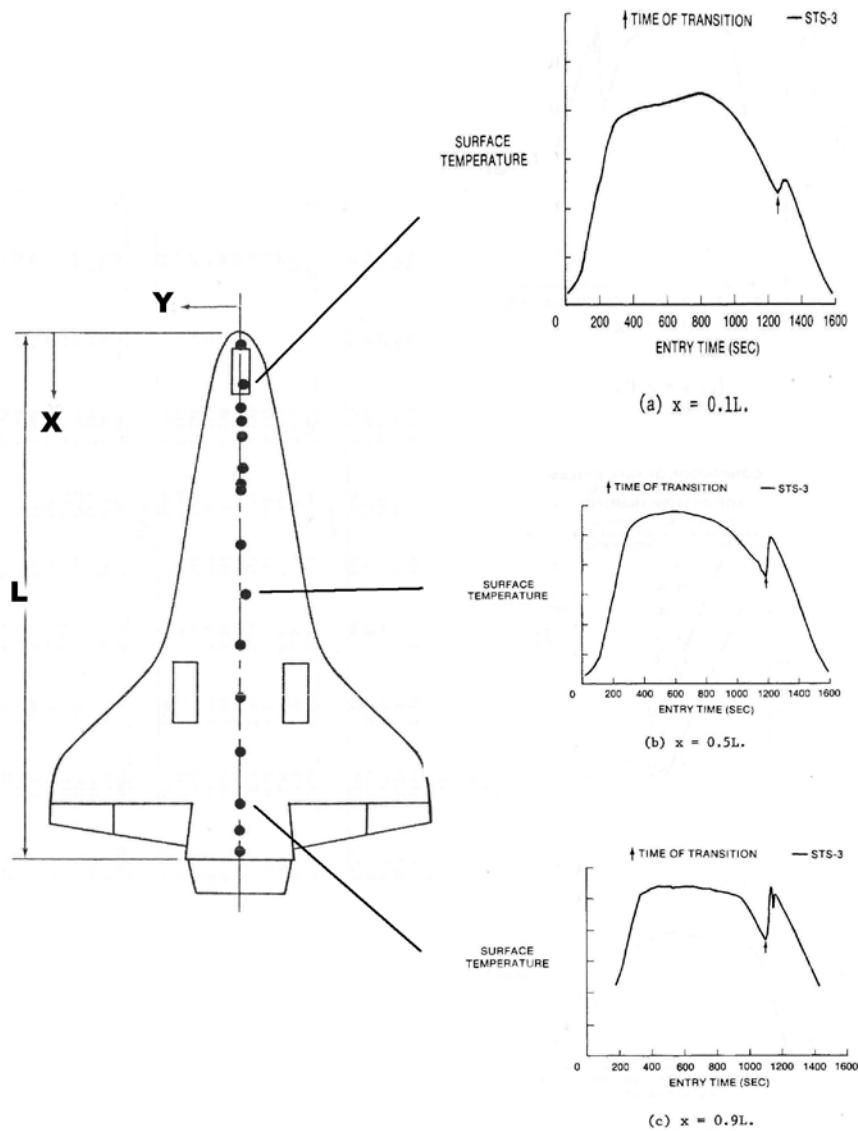 ↑ TIME OF TRANSITION — STS-3
SURFACE
TEMPERATURE
0 200 400 600 800 1000 1200 1400 1600
ENTRY TIME (SEC)
(a) x = 0.1L.
Y
X
L
↑ TIME OF TRANSITION — STS-3
SURFACE
TEMPERATURE
0 200 400 600 800 1000 1200 1400 1600
ENTRY TIME (SEC)
(b) x = 0.5L.
↑ TIME OF TRANSITION — STS-3
SURFACE
TEMPERATURE
0 200 400 600 800 1000 1200 1400 1600
ENTRY TIME (SEC)
(c) x = 0.9L.